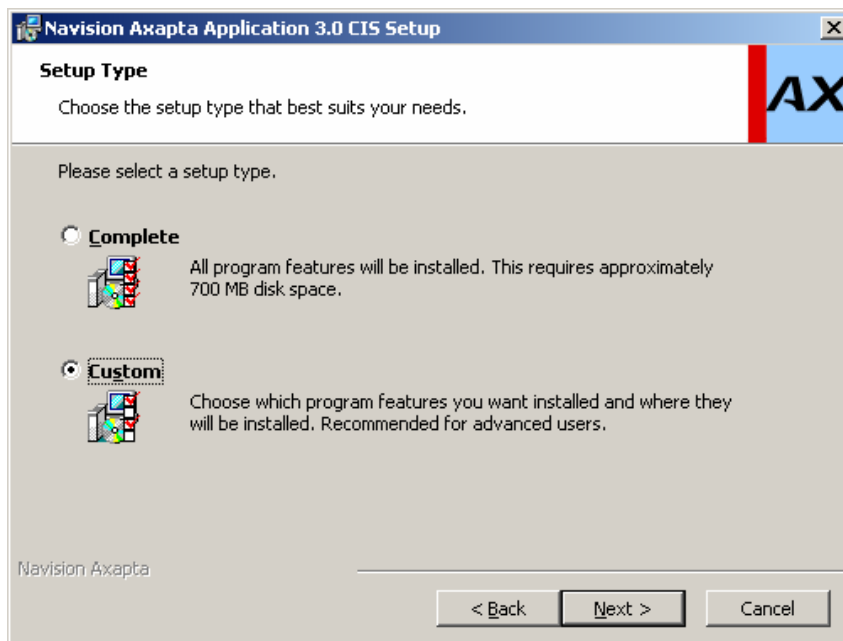 Navision Axapta Application 3.0 CIS Setup
Setup Type
Choose the setup type that best suits your needs.
AX
Please select a setup type.
Complete
All program features will be installed. This requires approximately
700 MB disk space.
Custom
Choose which program features you want installed and where they
will be installed. Recommended for advanced users.
Navision Axapta
< Back
Next >
Cancel